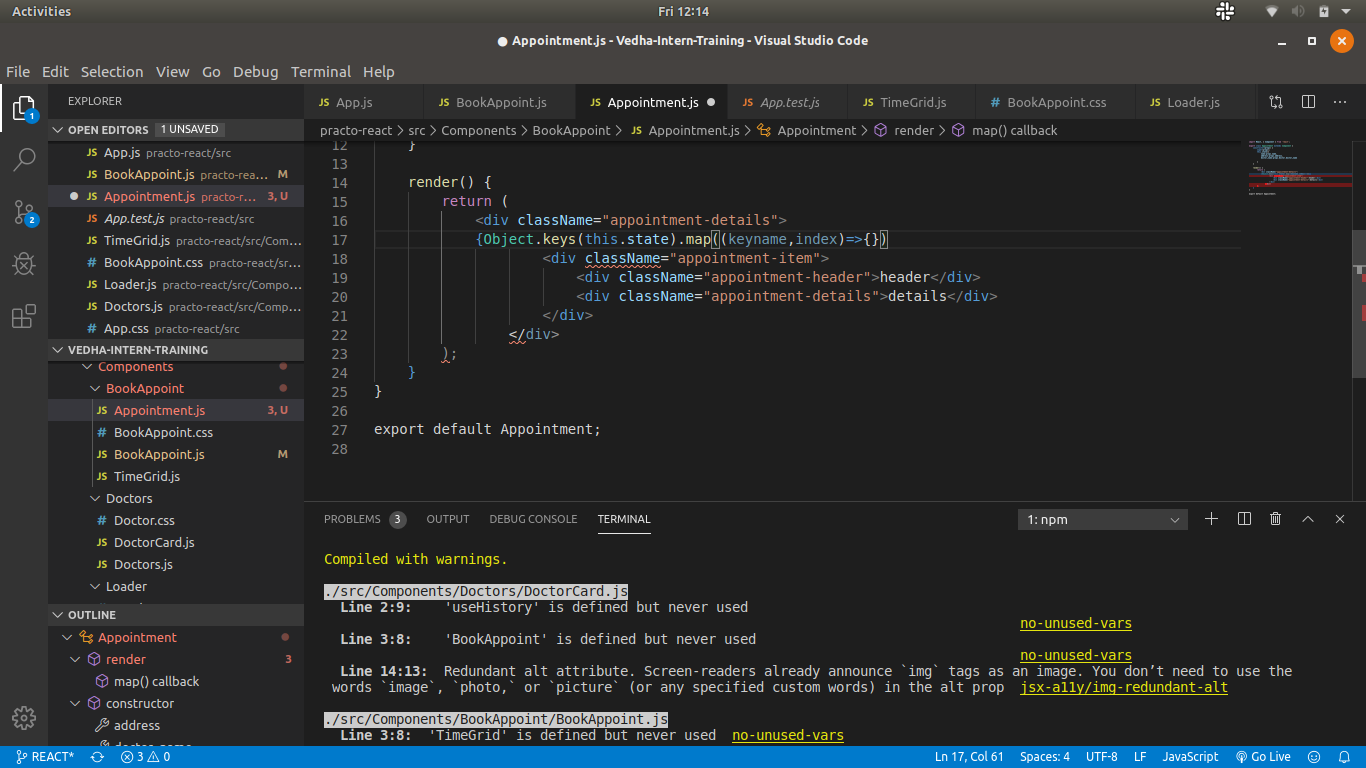 Activities
Fri 12:14
● Appointment.js - Vedha-Intern-Training - Visual Studio Code
File Edit Selection View Go Debug Terminal Help
EXPLORER
OPEN EDITORS 1 UNSAVED
JS App.js practo-react/src
JS BookAppoint.js practo-rea... M
● JS Appointment.js practo-r... 3, U
JS App.test.js practo-react/src
JS TimeGrid.js practo-react/src/Com...
# BookAppoint.css practo-react/sr...
JS Loader.js practo-react/src/Compo...
JS Doctors.js practo-react/src/Comp...
# App.css practo-react/src
VEDHA-INTERN-TRAINING
Components
BookAppoint
JS Appointment.js 3, U
# BookAppoint.css
JS BookAppoint.js M
JS TimeGrid.js
Doctors
# Doctor.css
JS DoctorCard.js
JS Doctors.js
Loader
OUTLINE
Appointment
render 3
map() callback
constructor
address
1
2
JS App.js
JS BookAppoint.js
JS Appointment.js ●
JS App.test.js
JS TimeGrid.js
# BookAppoint.css
JS Loader.js
practo-react > src > Components > BookAppoint > JS Appointment.js > Appointment > render > map() callback
12 }
13
14 render() {
15 return (
16 <div className="appointment-details">
17 {Object.keys(this.state).map((keyname,index)=>{})
18 <div className="appointment-item">
19 <div className="appointment-header">header</div>
20 <div className="appointment-details">details</div>
21 </div>
22 </div>
23 );
24 }
25 }
26
27 export default Appointment;
28
PROBLEMS 3 OUTPUT DEBUG CONSOLE TERMINAL
1: npm
Compiled with warnings.
./src/Components/Doctors/DoctorCard.js
Line 2:9: 'useHistory' is defined but never used
no-unused-vars
Line 3:8: 'BookAppoint' is defined but never used
no-unused-vars
Line 14:13: Redundant alt attribute. Screen-readers already announce `img` tags as an image. You don’t need to use the
words `image`, `photo,` or `picture` (or any specified custom words) in the alt prop jsx-a11y/img-redundant-alt
./src/Components/BookAppoint/BookAppoint.js
Line 3:8: 'TimeGrid' is defined but never used no-unused-vars
REACT* 3 0
Ln 17, Col 61 Spaces: 4 UTF-8 LF JavaScript Go Live